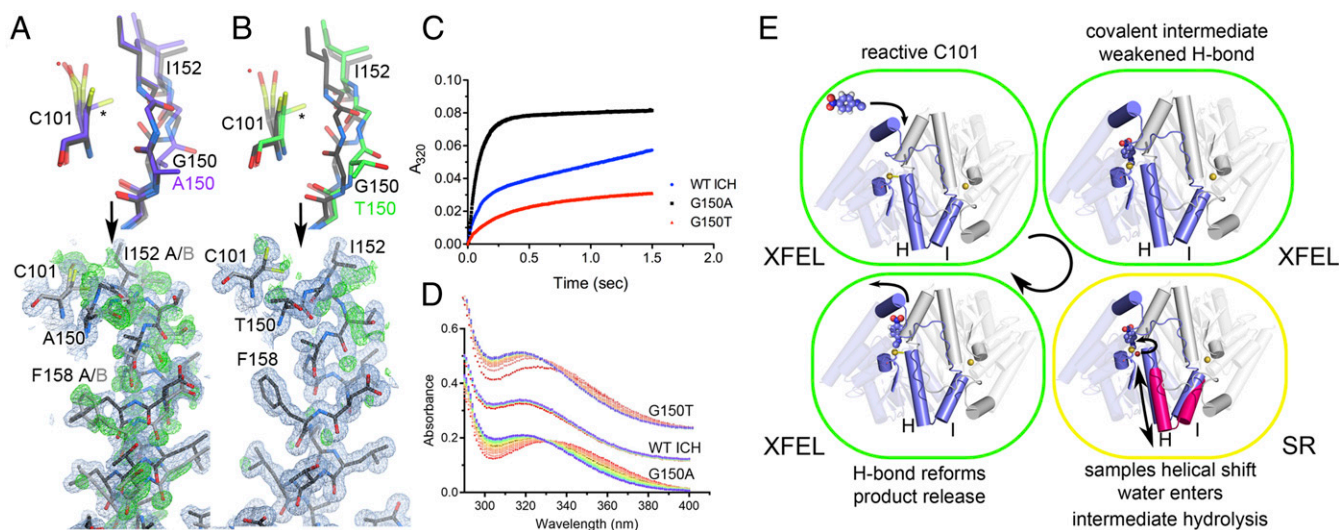 A
I152
C101
*
G150
A150
I152 A/B
C101
A150
F158 A/B
B
I152
C101
*
G150
T150
C101
I152
T150
F158
C
A320
0.10
0.08
0.06
0.04
0.02
0.00
0.0 0.5 1.0 1.5 2.0
Time (sec)
WT ICH
G150A
G150T
D
Absorbance
0.6
0.4
0.2
0.0
300 320 340 360 380 400
Wavelength (nm)
G150T
WT ICH
G150A
E
reactive C101
H I
XFEL
covalent intermediate
weakened H-bond
H I
XFEL
XFEL
H I
H-bond reforms
product release
H I
SR
samples helical shift
water enters
intermediate hydrolysis